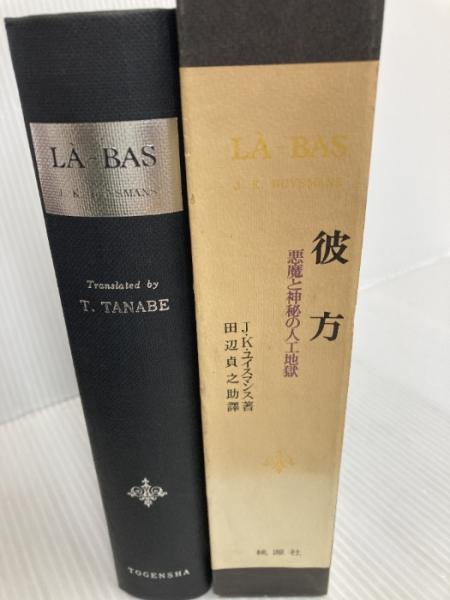 LÀ-BAS
J. K. HUYSMANS
Translated by
T. TANABE
TOGENSHA
LÀ-BAS
J. K. HUYSMANS
彼方
悪魔と神秘の人工地獄
J・K・ユイスマンス著
田辺貞之助譯
桃源社